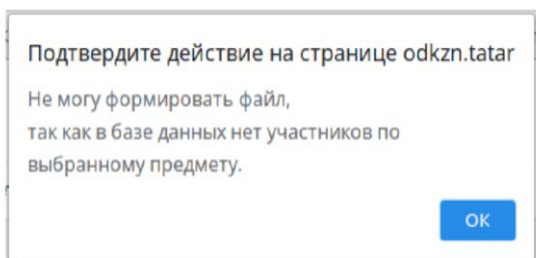 Подтвердите действие на странице odkzn.tatar
Не могу формировать файл,
так как в базе данных нет участников по
выбранному предмету.
ОК